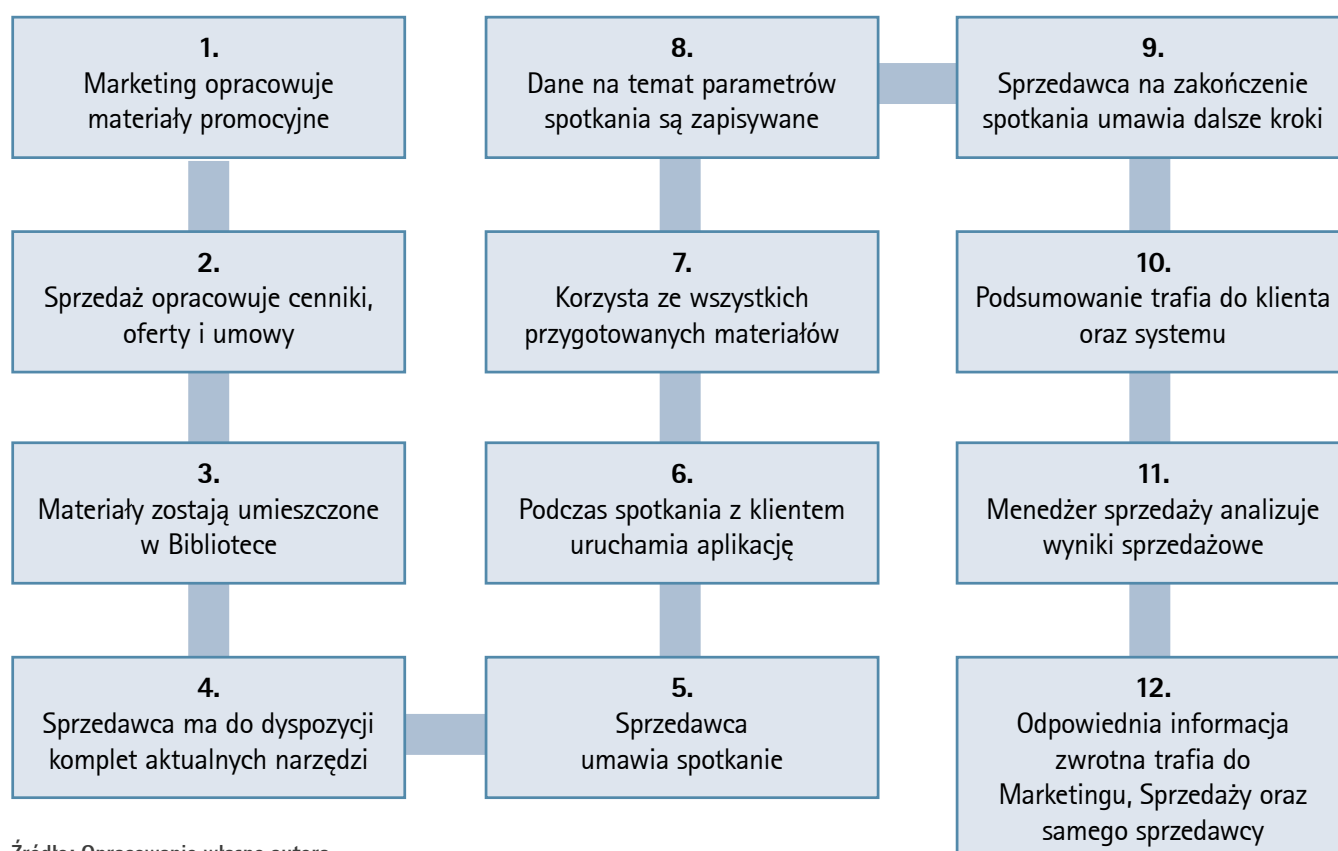 1.
Marketing opracowuje
materiały promocyjne
2.
Sprzedaż opracowuje cenniki,
oferty i umowy
3.
Materiały zostają umieszczone
w Bibliotece
4.
Sprzedawca ma do dyspozycji
komplet aktualnych narzędzi
5.
Sprzedawca
umawia spotkanie
6.
Podczas spotkania z klientem
uruchamia aplikację
7.
Korzysta ze wszystkich
przygotowanych materiałów
8.
Dane na temat parametrów
spotkania są zapisywane
9.
Sprzedawca na zakończenie
spotkania umawia dalsze kroki
10.
Podsumowanie trafia do klienta
oraz systemu
11.
Menedżer sprzedaży analizuje
wyniki sprzedażowe
12.
Odpowiednia informacja
zwrotna trafia do
Marketingu, Sprzedaży oraz
samego sprzedawcy
Źródło: Opracowanie własne autora